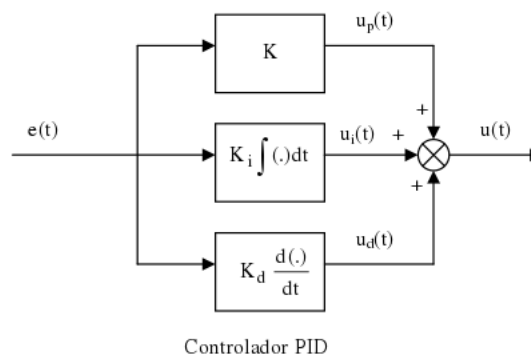 u_p(t)
K
+
e(t)
K_i ∫ (.)dt
u_i(t)
+
u(t)
+
K_d d(.)/dt
u_d(t)
Controlador PID